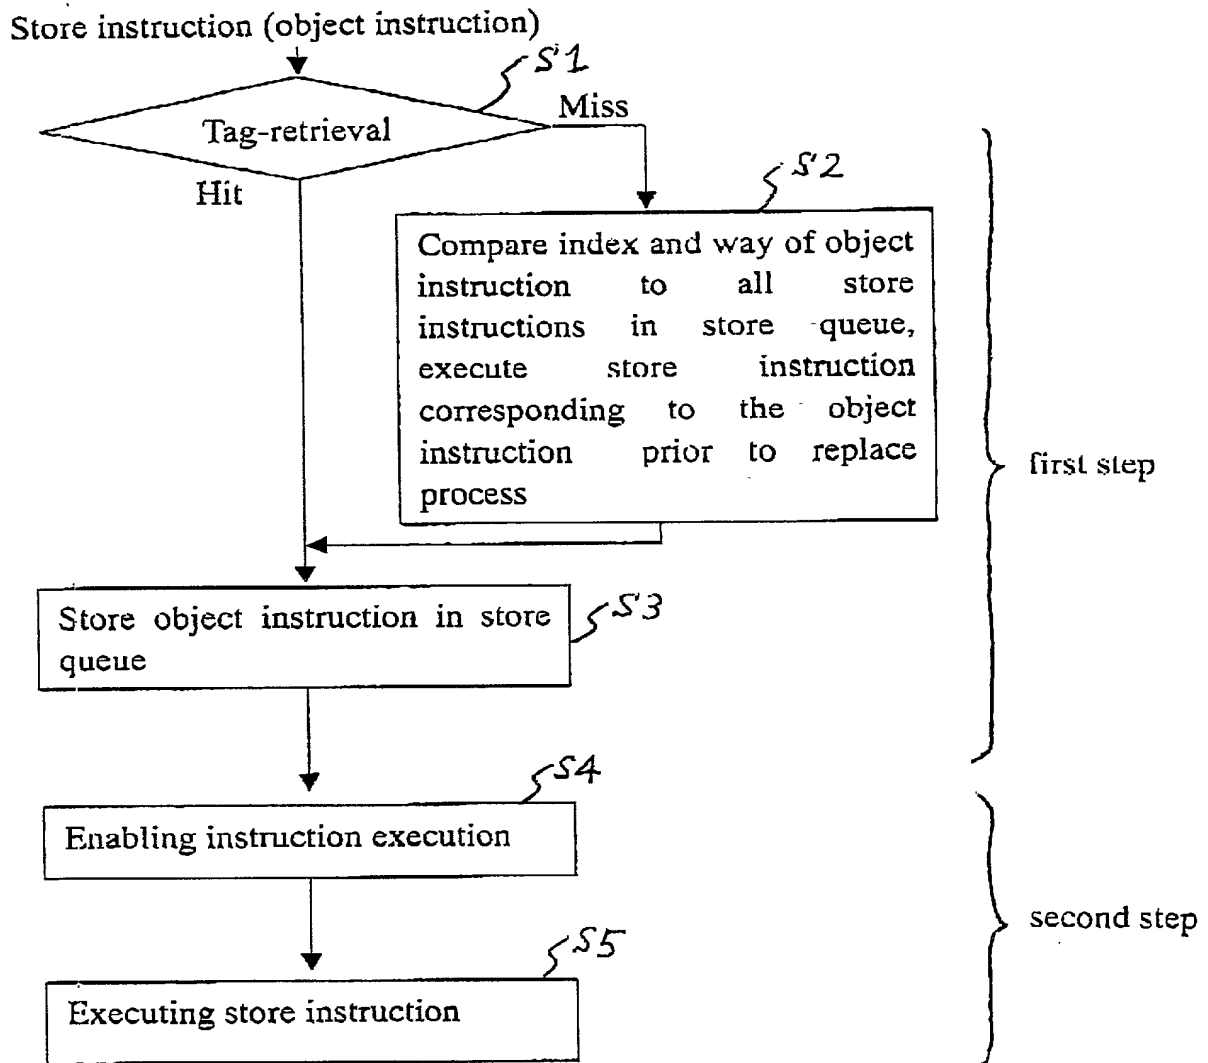 Store instruction (object instruction)
S1
Tag-retrieval
Miss
Hit
S2
Compare index and way of object
instruction to all store
instructions in store queue,
execute store instruction
corresponding to the object
instruction prior to replace
process
first step
Store object instruction in store
queue
S3
S4
Enabling instruction execution
second step
S5
Executing store instruction